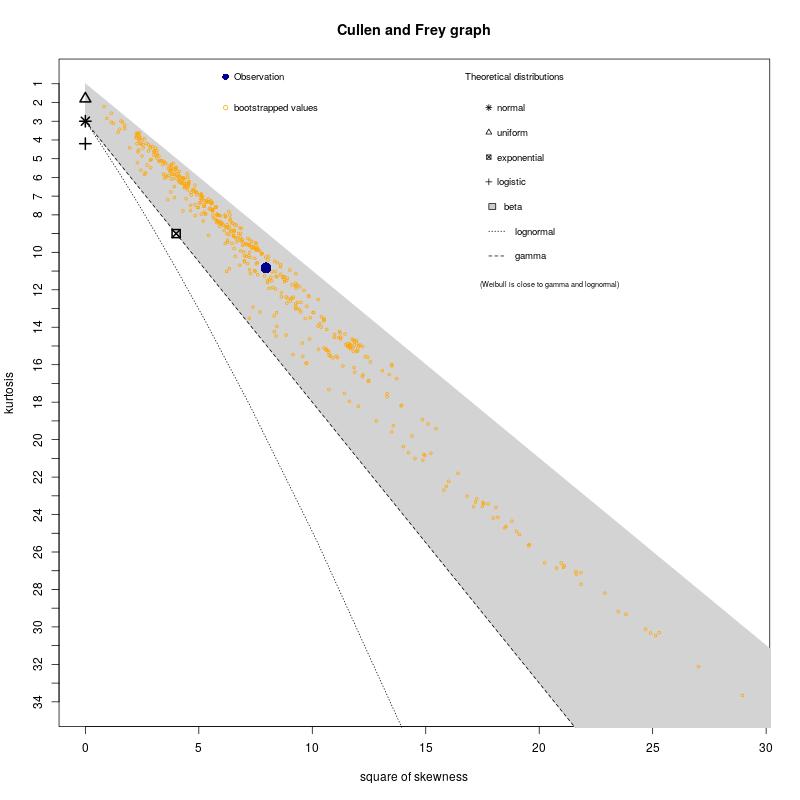 Cullen and Frey graph
Observation
bootstrapped values
Theoretical distributions
normal
uniform
exponential
logistic
beta
lognormal
gamma
(Weibull is close to gamma and lognormal)
kurtosis
1
2
3
4
5
6
7
8
10
12
14
16
18
20
22
24
26
28
30
32
34
0 5 10 15 20 25 30
square of skewness